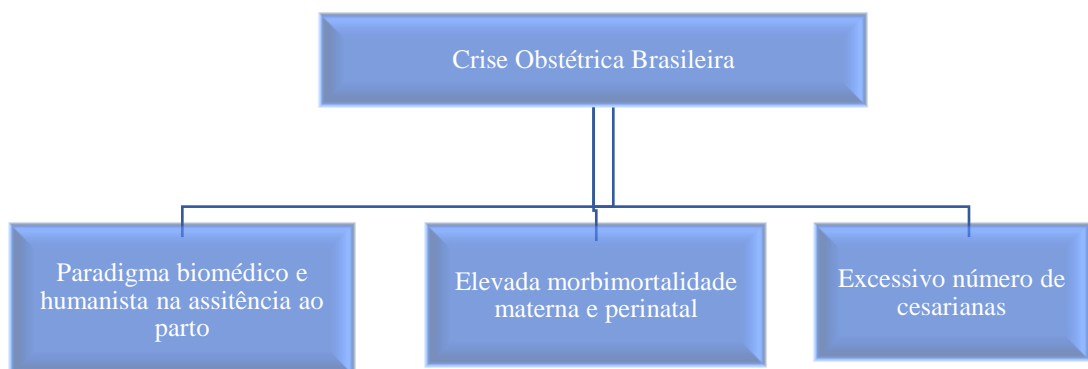 Crise Obstétrica Brasileira
Paradigma biomédico e
humanista na assitência ao
parto
Elevada morbimortalidade
materna e perinatal
Excessivo número de
cesarianas